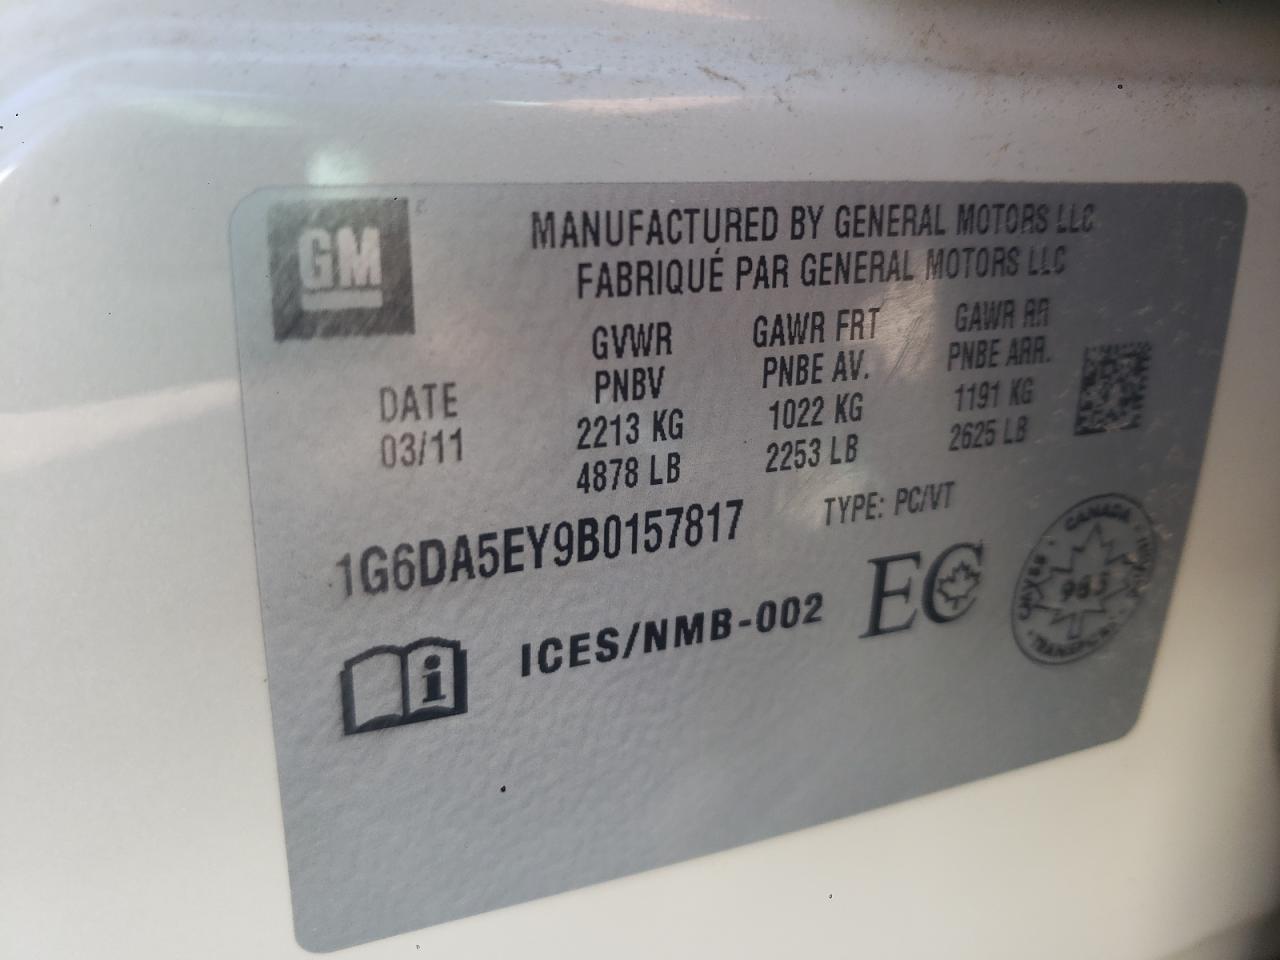 GM
MANUFACTURED BY GENERAL MOTORS LLC
FABRIQUÉ PAR GENERAL MOTORS LLC
DATE
03/11
GVWR
PNBV
2213 KG
4878 LB
GAWR FRT
PNBE AV.
1022 KG
2253 LB
GAWR RR
PNBE ARR.
1191 KG
2625 LB
1G6DA5EY9B0157817
TYPE: PC/VT
i
ICES/NMB-002
EC
CANADA